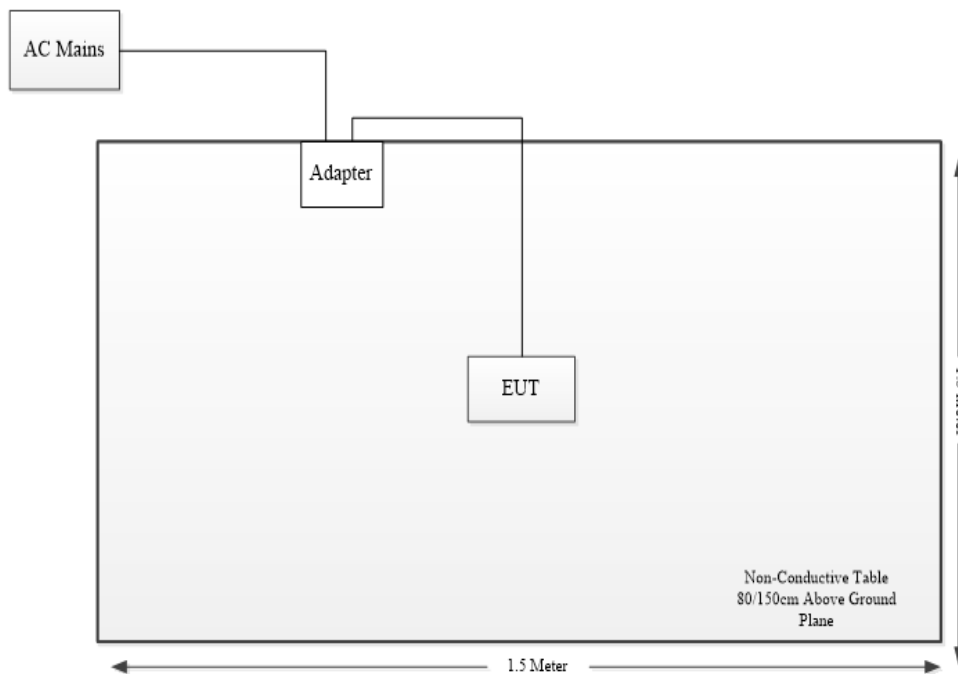 AC Mains
Adapter
EUT
Non-Conductive Table
80/150cm Above Ground
Plane
1.5 Meter